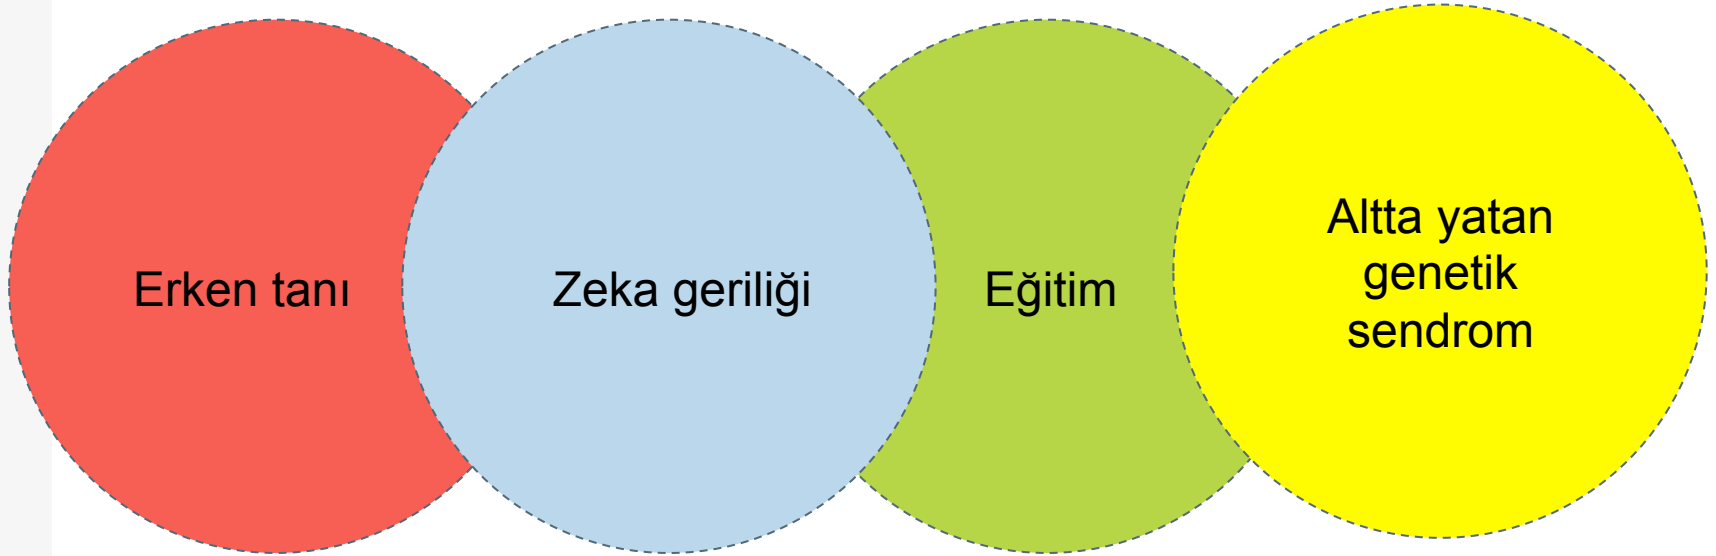 Erken tanı
Zeka geriliği
Eğitim
Altta yatan
genetik
sendrom